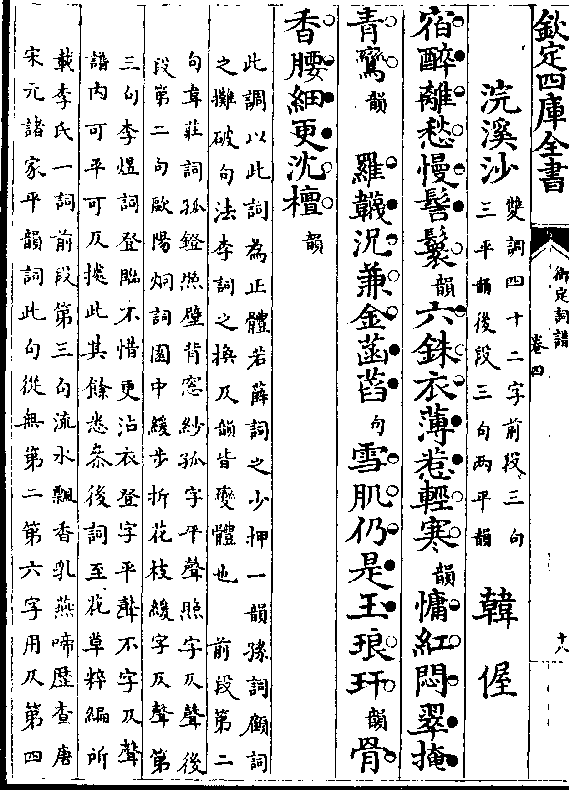 欽定四庫全書
御定詞譜
卷四
十八
浣溪沙
雙調四十二字前段三句
三平韻後段三句兩平韻
韓偓
宿醉離愁慢髻鬟韻六銖衣薄惹輕寒韻慵紅悶翠掩
青鸞韻 羅韈況兼金菡萏句雪肌仍是玉琅玕韻骨
香腰細更沈檀韻
此調以此詞為正體若薛詞之少押一韻孫詞顧詞
之攤破句法李詞之換仄韻皆變體也 前段第二
句韋莊詞孤鐙照壁背窓紗孤字平聲照字仄聲後
段第二句歐陽炯詞園中緩步折花枝緩字仄聲第
三句李煜詞登臨不惜更沾衣登字平聲不字仄聲
譜內可平可仄據此其餘悉叅後詞至花草粹編所
載李氏一詞前段第三句流水飄香乳燕啼歷查唐
宋元諸家平韻詞此句從無第二第六字用仄第四